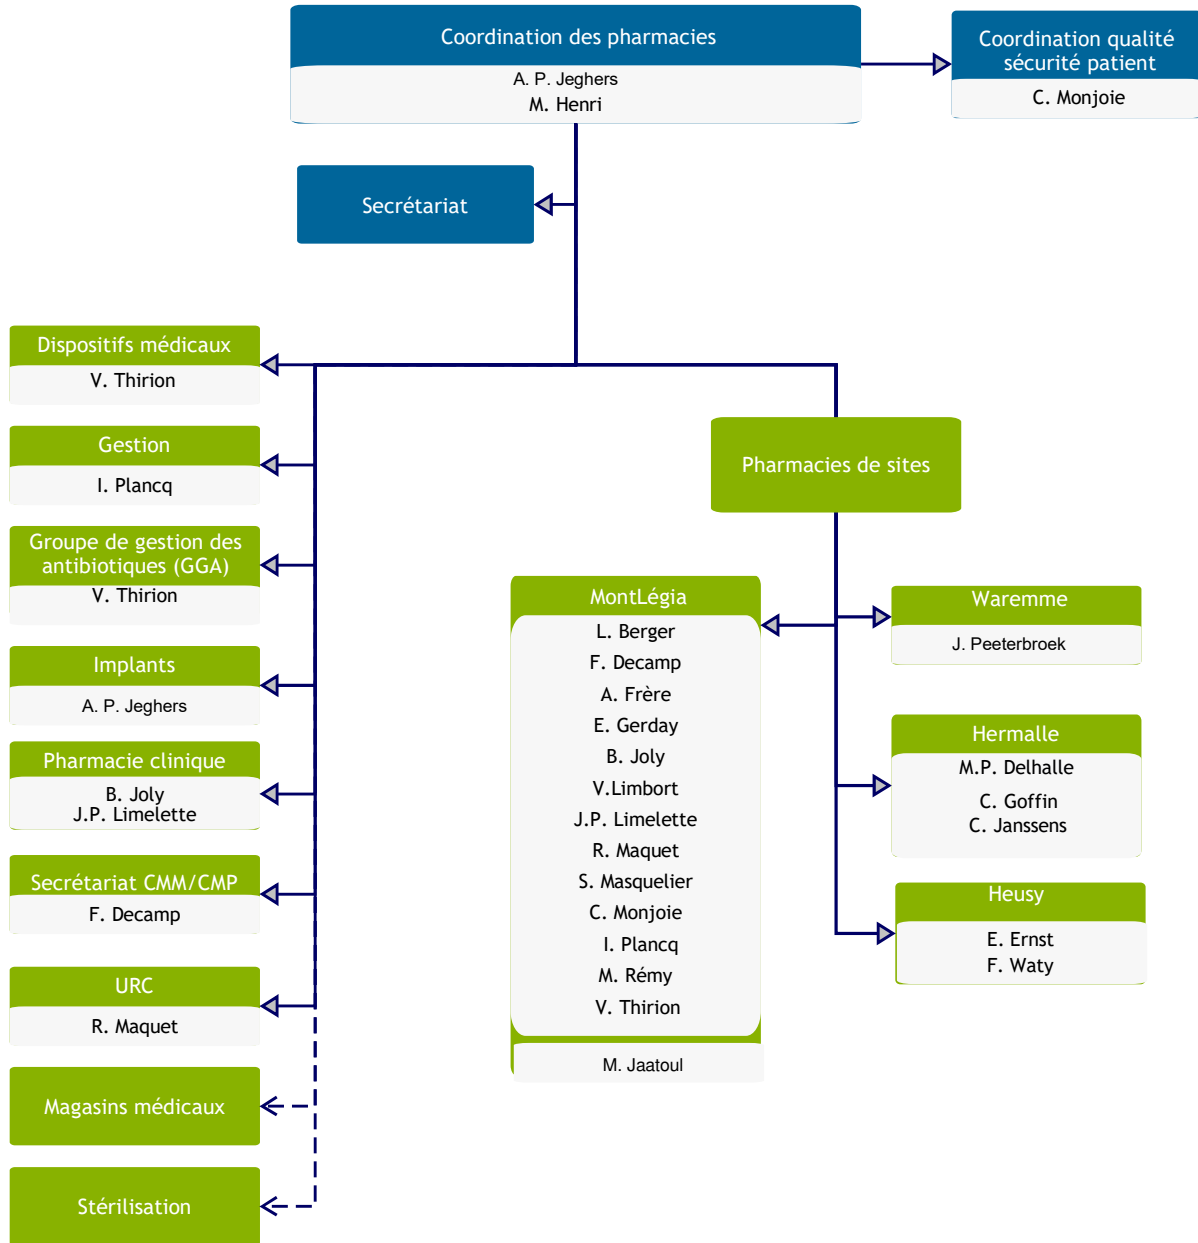 Coordination des pharmacies
A. P. Jeghers
M. Henri
Coordination qualité
sécurité patient
C. Monjoie
Secrétariat
Dispositifs médicaux
V. Thirion
Gestion
I. Plancq
Groupe de gestion des
antibiotiques (GGA)
V. Thirion
Implants
A. P. Jeghers
Pharmacie clinique
B. Joly
J.P. Limelette
Secrétariat CMM/CMP
F. Decamp
URC
R. Maquet
Magasins médicaux
Stérilisation
Pharmacies de sites
MontLégia
L. Berger
F. Decamp
A. Frère
E. Gerday
B. Joly
V.Limbort
J.P. Limelette
R. Maquet
S. Masquelier
C. Monjoie
I. Plancq
M. Rémy
V. Thirion
M. Jaatoul
Waremme
J. Peeterbroek
Hermalle
M.P. Delhalle
C. Goffin
C. Janssens
Heusy
E. Ernst
F. Waty